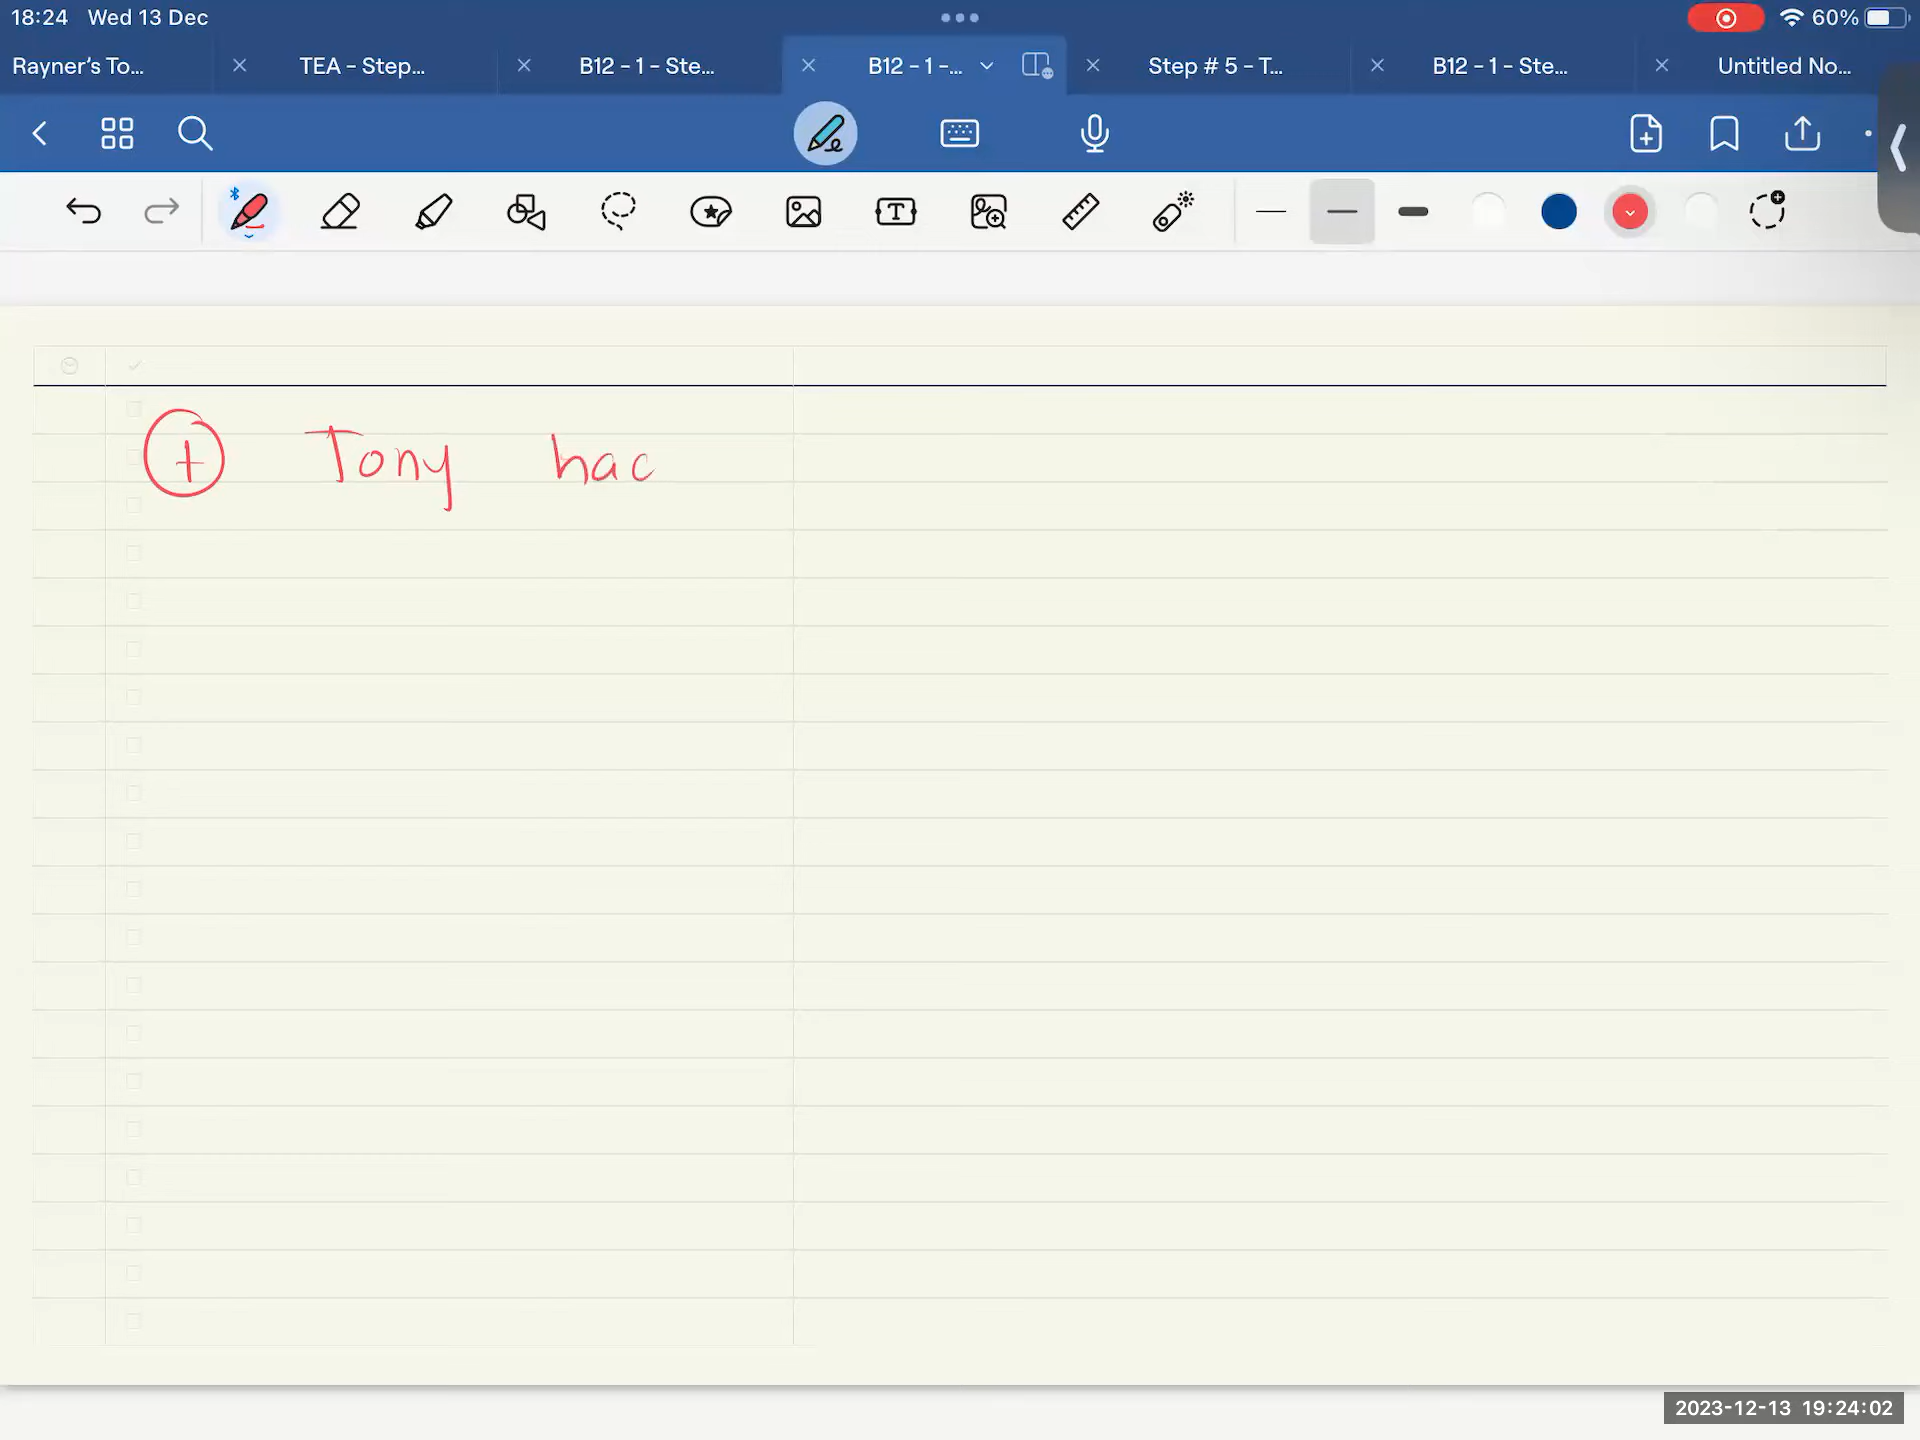 18:24 Wed 13 Dec 60%
Rayner's To... TEA - Step... B12 - 1 - Ste... B12 - 1 -... Step # 5 - T... B12 - 1 - Ste... Untitled No...
+ Tony hac
2023-12-13 19:24:02